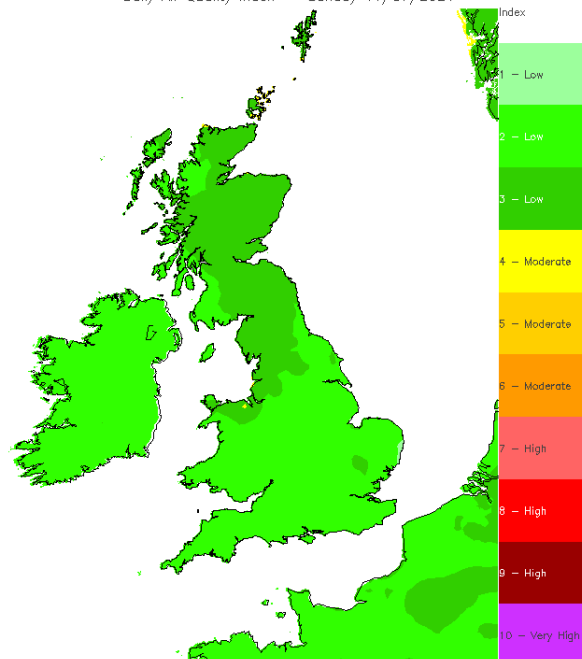 Index
1 - Low
2 - Low
3 - Low
4 - Moderate
5 - Moderate
6 - Moderate
7 - High
8 - High
9 - High
10 - Very High